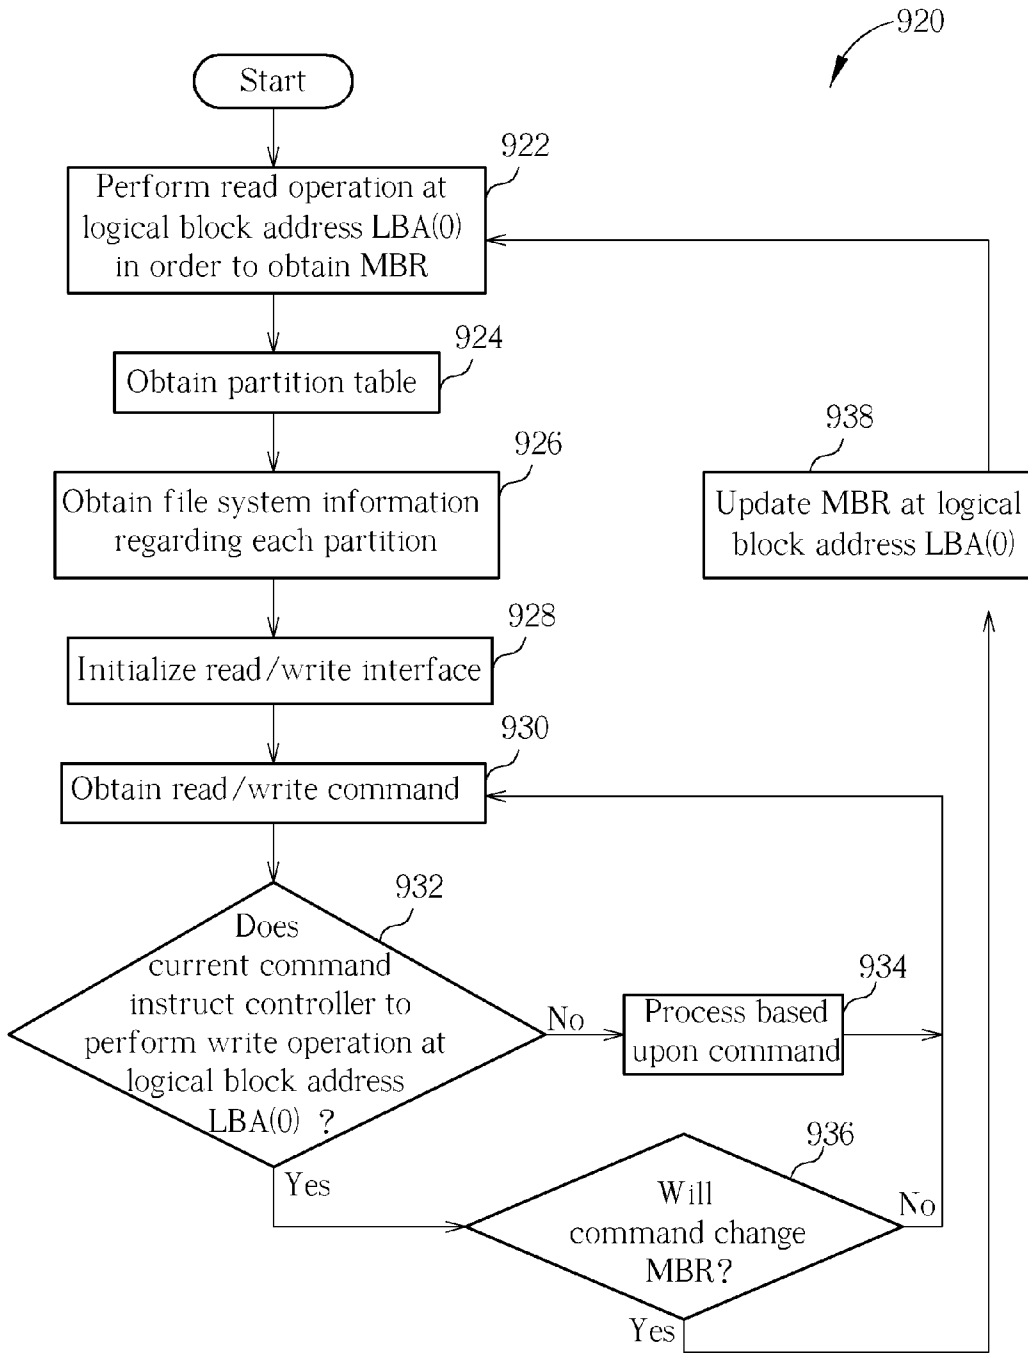 920
Start
922
Perform read operation at
logical block address LBA(0)
in order to obtain MBR
924
Obtain partition table
926
Obtain file system information
regarding each partition
938
Update MBR at logical
block address LBA(0)
928
Initialize read/write interface
930
Obtain read/write command
932
Does
current command
instruct controller to
perform write operation at
logical block address
LBA(0) ?
No
934
Process based
upon command
Yes
936
Will
command change
MBR?
No
Yes